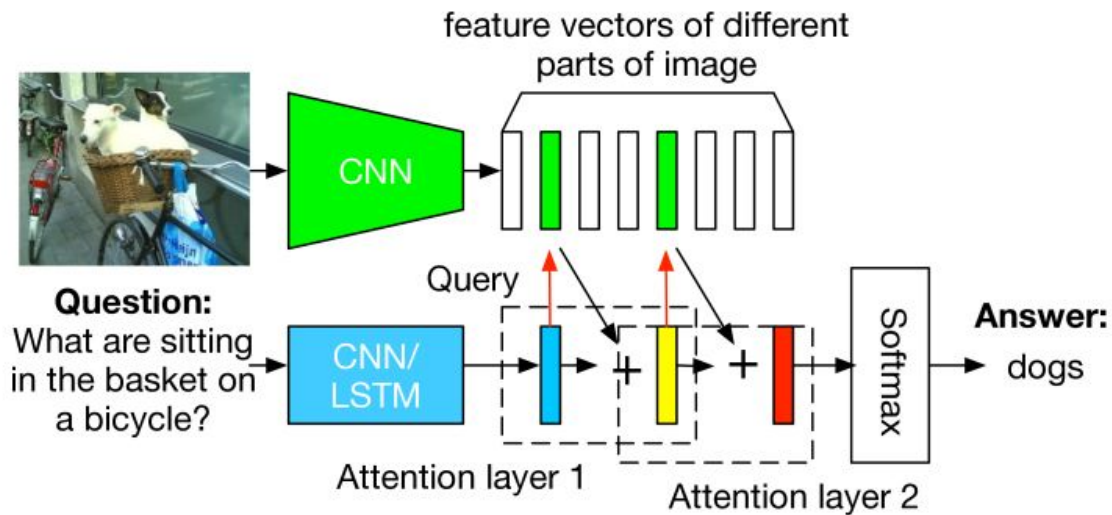 feature vectors of different
parts of image
CNN
Query
Question:
What are sitting
in the basket on
a bicycle?
CNN/
LSTM
+
+
Softmax
Answer:
dogs
Attention layer 1
Attention layer 2